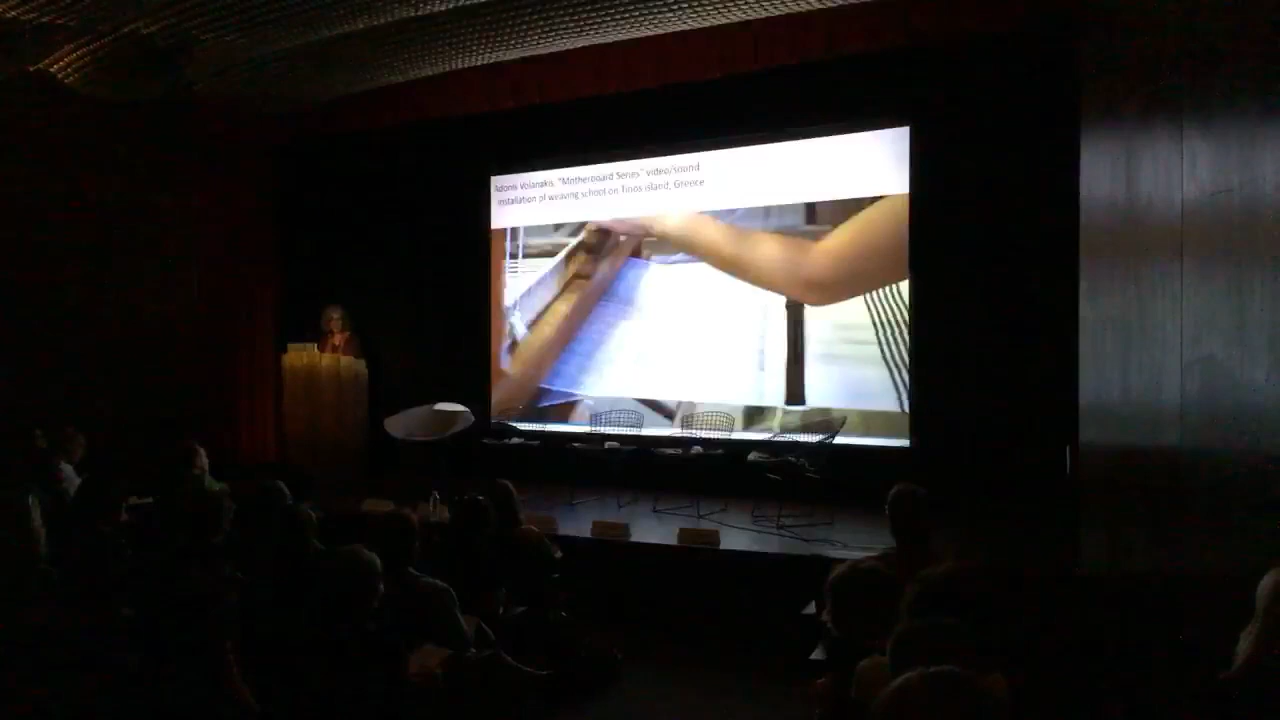 Adonis Volanakis, "Motherboard Series" video/sound
installation of weaving school on Tinos island, Greece